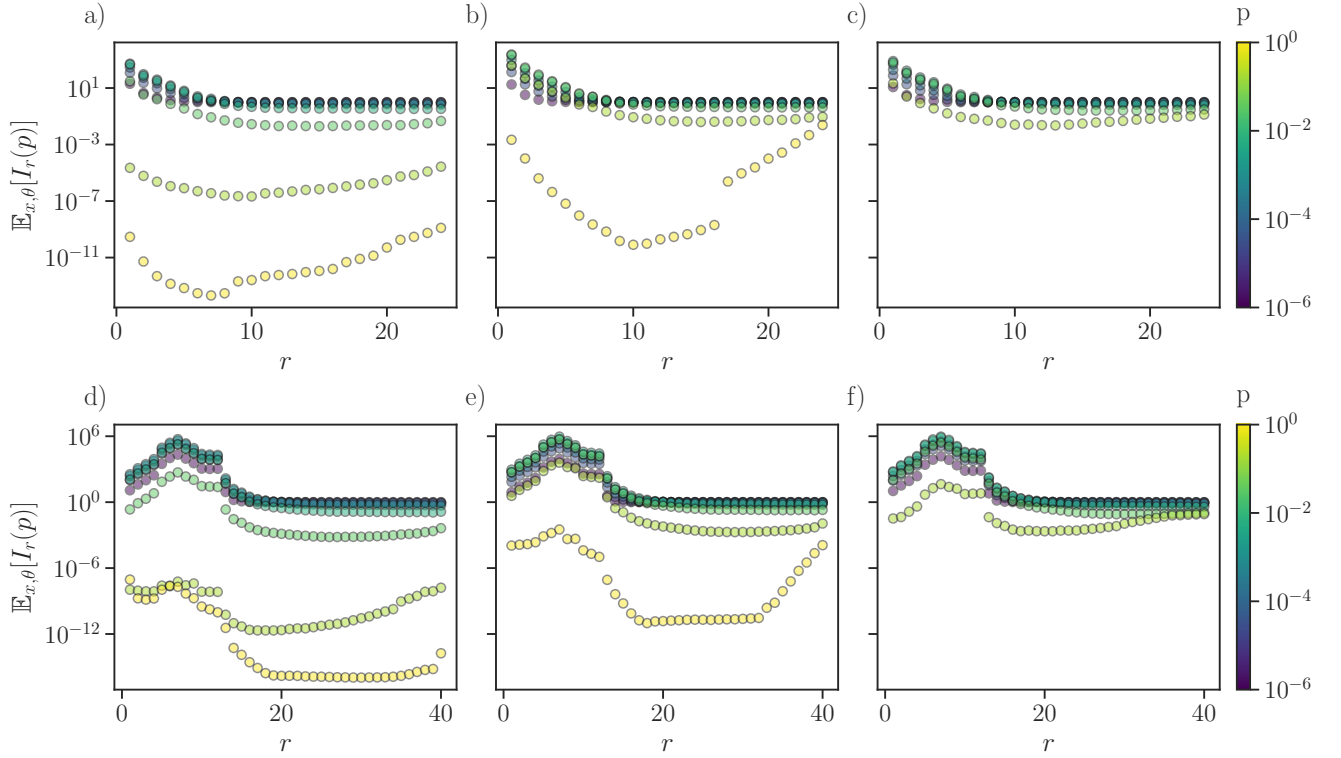 a) b) c) p
𝔼_{x,θ}[I_r(p)]
10^1
10^{-3}
10^{-7}
10^{-11}
0 10 20
r
0 10 20
r
0 10 20
r
10^0
10^{-2}
10^{-4}
10^{-6}
d) e) f) p
𝔼_{x,θ}[I_r(p)]
10^6
10^0
10^{-6}
10^{-12}
0 20 40
r
0 20 40
r
0 20 40
r
10^0
10^{-2}
10^{-4}
10^{-6}